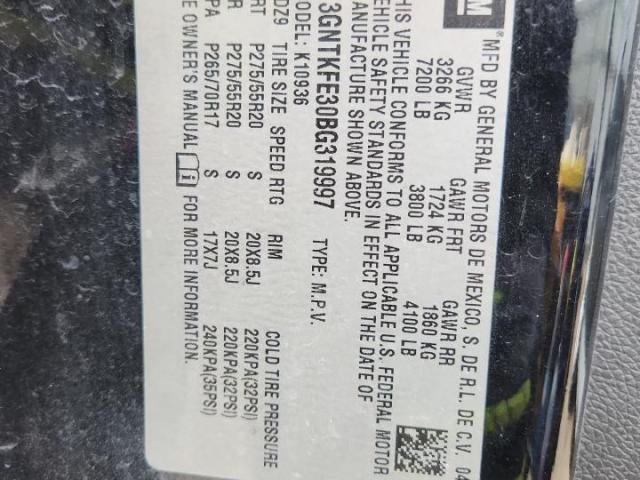 GM
MFD BY GENERAL MOTORS DE MEXICO, S. DE R.L. DE C.V. 04
GVWR GAWR FRT GAWR RR
3266 KG 1724 KG 1860 KG
7200 LB 3800 LB 4100 LB
HIS VEHICLE CONFORMS TO ALL APPLICABLE U.S. FEDERAL MOTOR
EHICLE SAFETY STANDARDS IN EFFECT ON THE DATE OF
ANUFACTURE SHOWN ABOVE.
3GNTKFE30BG319997 TYPE: M.P.V.
MODEL: K10936
DZ9 TIRE SIZE SPEED RTG RIM COLD TIRE PRESSURE
RT P275/55R20 S 20X8.5J 220KPA(32PSI)
R P275/55R20 S 20X8.5J 220KPA(32PSI)
PA P265/70R17 S 17X7J 240KPA(35PSI)
E OWNER'S MANUAL i FOR MORE INFORMATION.